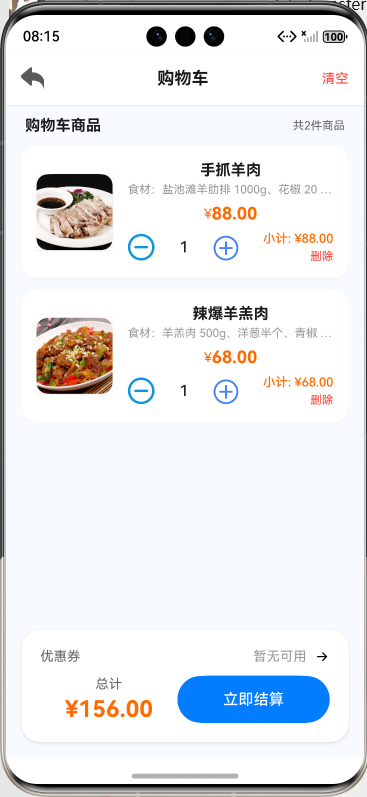 08:15
100
购物车
清空
购物车商品
共2件商品
手抓羊肉
食材：盐池滩羊肋排 1000g、花椒 20 ...
¥88.00
1
小计: ¥88.00
删除
辣爆羊羔肉
食材：羊羔肉 500g、洋葱半个、青椒 ...
¥68.00
1
小计: ¥68.00
删除
优惠券
暂无可用
总计
¥156.00
立即结算